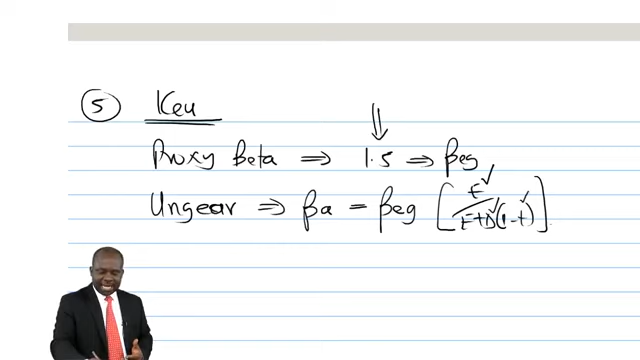 5 Keu
Proxy Beta ⇒ 1.5 ⇒ βeg
Ungear ⇒ βa = βeg [E/E+D(1-t)]